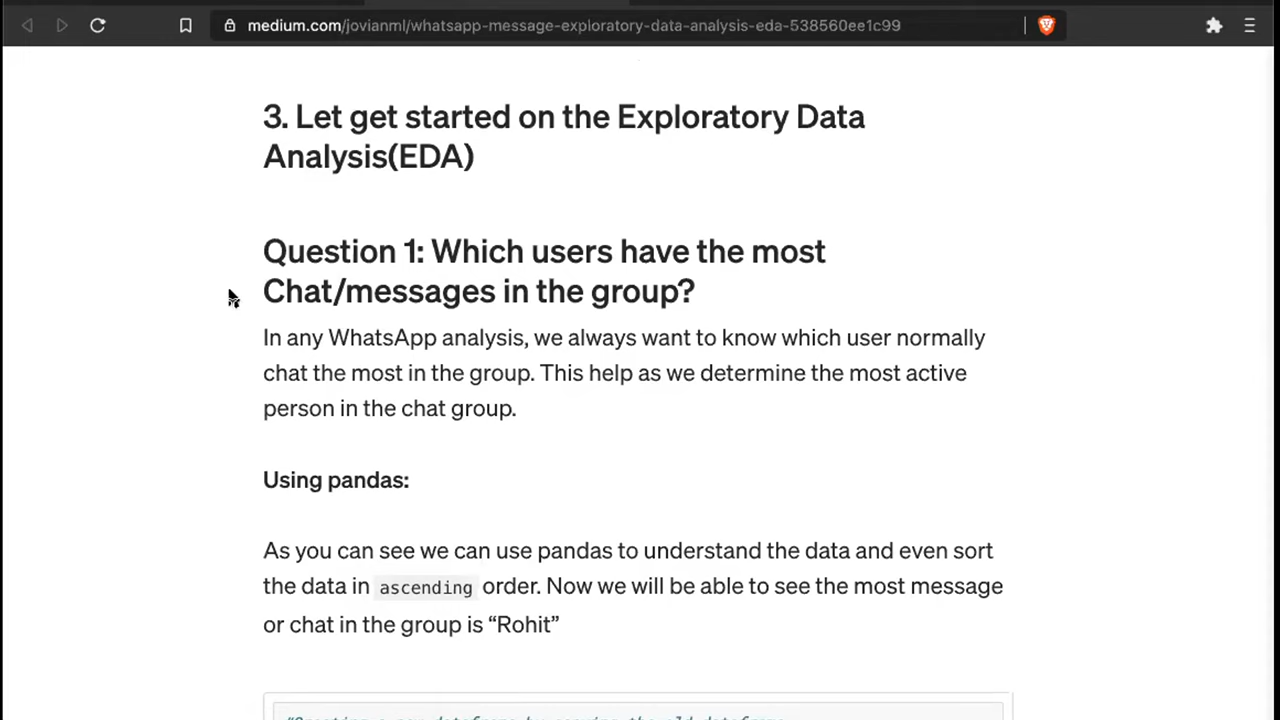 medium.com/jovianml/whatsapp-message-exploratory-data-analysis-eda-538560ee1c99
3. Let get started on the Exploratory Data
Analysis(EDA)
Question 1: Which users have the most
Chat/messages in the group?
In any WhatsApp analysis, we always want to know which user normally
chat the most in the group. This help as we determine the most active
person in the chat group.
Using pandas:
As you can see we can use pandas to understand the data and even sort
the data in ascending order. Now we will be able to see the most message
or chat in the group is “Rohit”